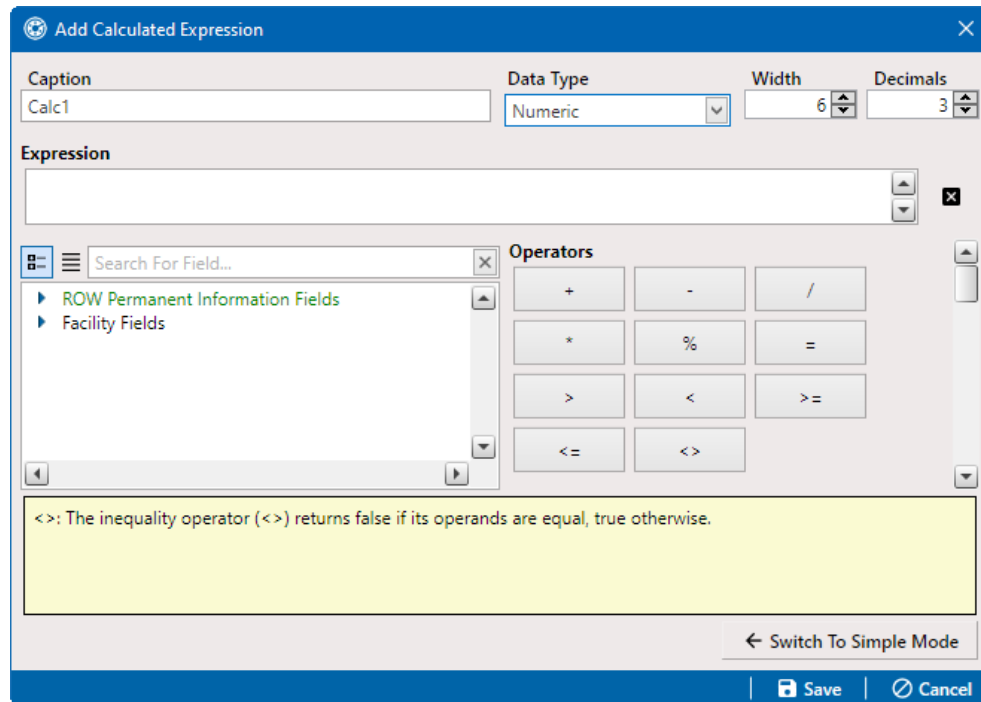 Add Calculated Expression
Caption
Data Type
Width
Decimals
Calc1
Numeric
6
3
Expression
Search For Field...
Operators
ROW Permanent Information Fields
Facility Fields
+ - /
* % =
> < >=
<= <>
<>: The inequality operator (<>) returns false if its operands are equal, true otherwise.
← Switch To Simple Mode
Save
Cancel